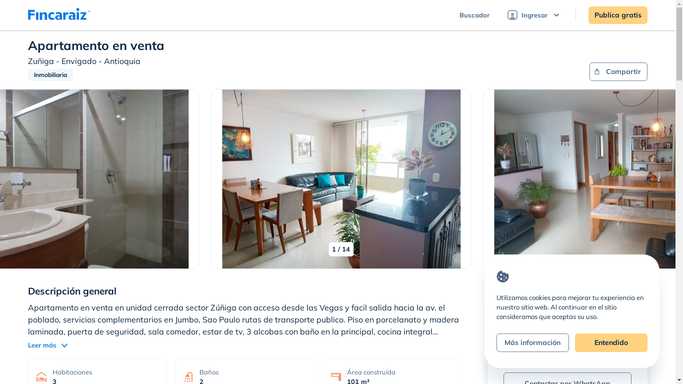 Fincaraiz
Buscador
Ingresar
Publica gratis
Apartamento en venta
Zuñiga - Envigado - Antioquia
Inmobiliaria
Compartir
1 / 14
Descripción general
Apartamento en venta en unidad cerrada sector Zúñiga con acceso desde las Vegas y facil salida hacia la av. el
poblado, servicios complementarios en Jumbo, Sao Paulo rutas de transporte publico. Piso en porcelanato y madera
laminada, puerta de seguridad, sala comedor, estar de tv, 3 alcobas con baño en la principal, cocina integral...
Leer más
Habitaciones
3
Baños
2
Área construida
101 m²
Utilizamos cookies para mejorar tu experiencia en
nuestro sitio web. Al continuar en el sitio
consideramos que aceptas su uso.
Más información
Entendido
Contactar por WhatsApp